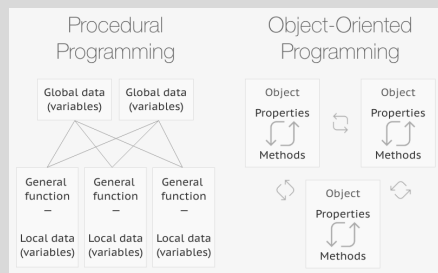 Procedural
Programming
Global data
(variables)
Global data
(variables)
General
function
–
Local data
(variables)
General
function
–
Local data
(variables)
General
function
–
Local data
(variables)
Object-Oriented
Programming
Object
Properties
Methods
Object
Properties
Methods
Object
Properties
Methods